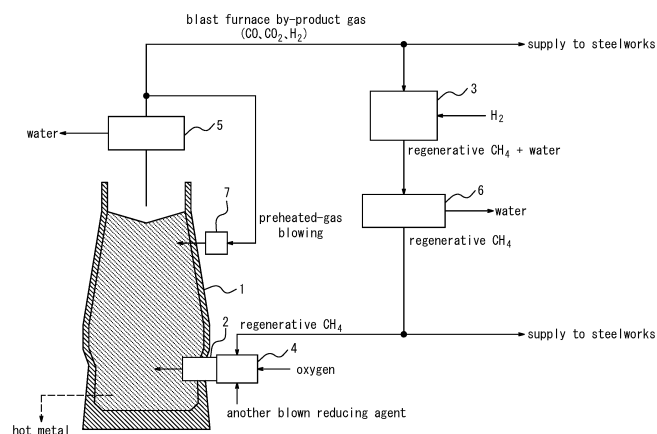 blast furnace by-product gas
(CO、CO2、H2)
supply to steelworks
3
H2
5
water
regenerative CH4 + water
6
water
7
preheated-gas
blowing
regenerative CH4
1
regenerative CH4
2
4
supply to steelworks
oxygen
another blown reducing agent
hot metal